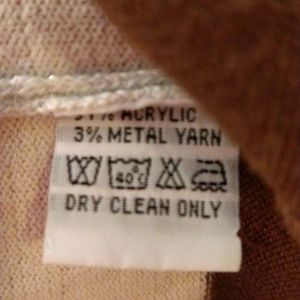 % ACRYLIC
3% METAL YARN
40°
DRY CLEAN ONLY